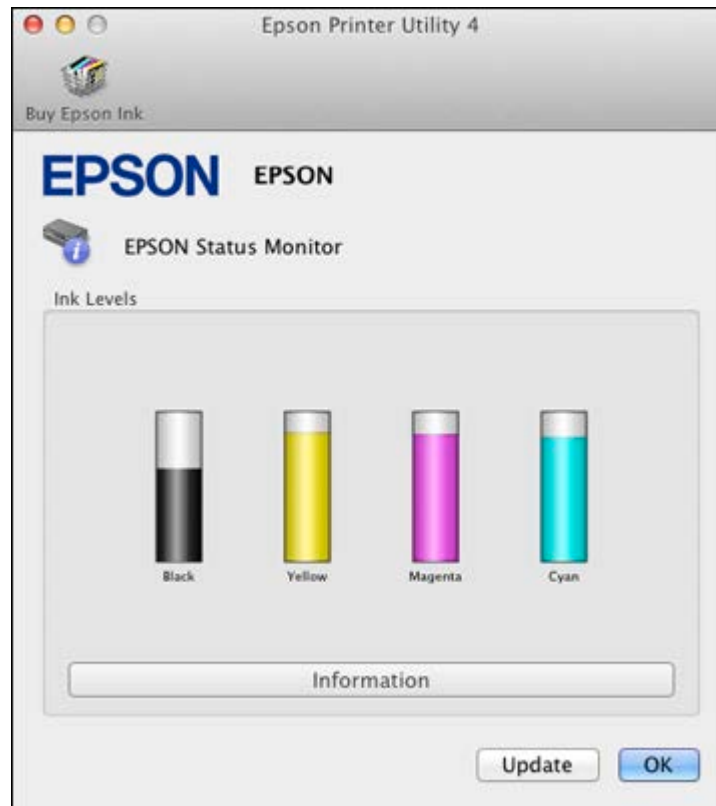 Epson Printer Utility 4
Buy Epson Ink
EPSON EPSON
EPSON Status Monitor
Ink Levels
Black Yellow Magenta Cyan
Information
Update OK